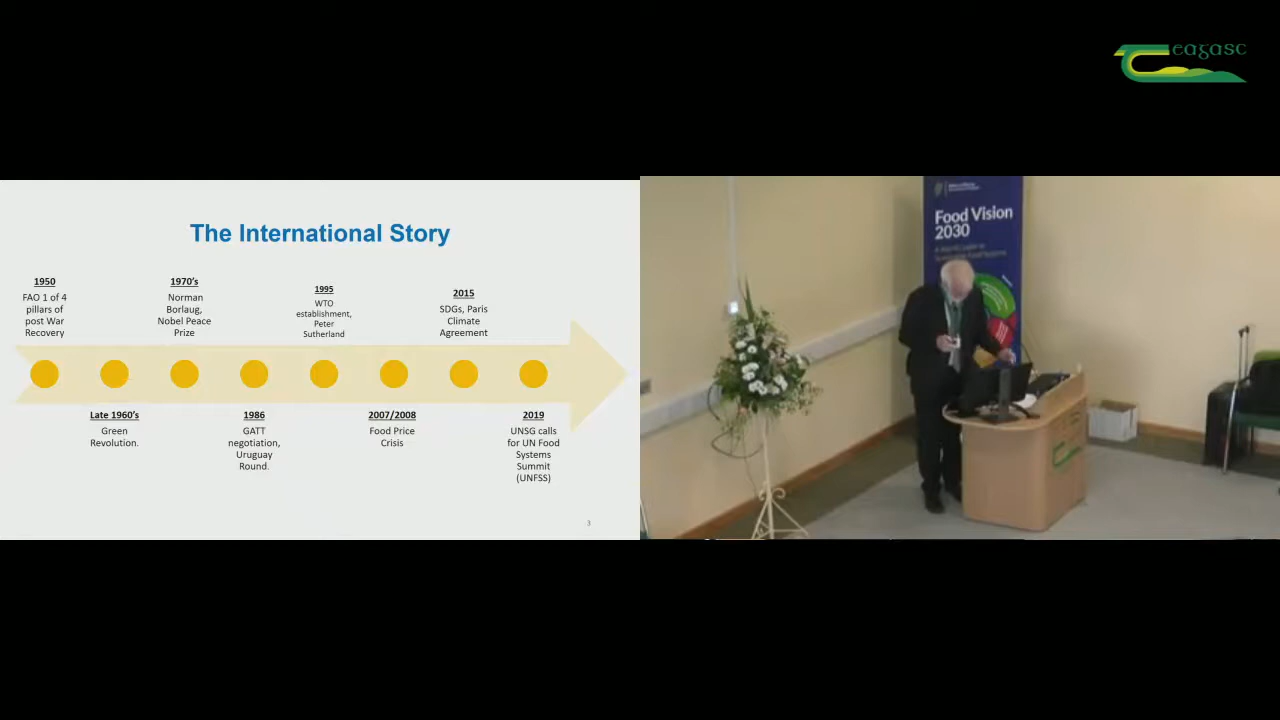 eagasc
The International Story
1950
FAO 1 of 4
pillars of
post War
Recovery
1970's
Norman
Borlaug,
Nobel Peace
Prize
1995
WTO
establishment,
Peter
Sutherland
2015
SDGs, Paris
Climate
Agreement
Late 1960's
Green
Revolution.
1986
GATT
negotiation,
Uruguay
Round.
2007/2008
Food Price
Crisis
2019
UNSG calls
for UN Food
Systems
Summit
(UNFSS)
3
Food Vision
2030